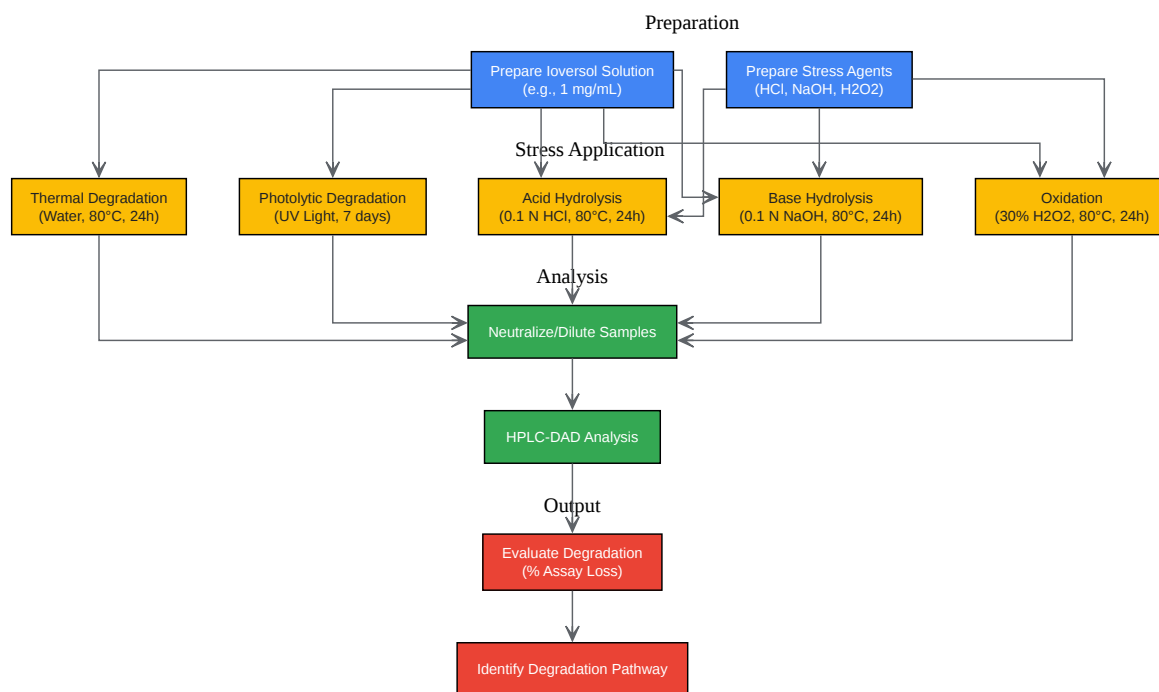 Preparation
Prepare Ioversol Solution
(e.g., 1 mg/mL)
Prepare Stress Agents
(HCl, NaOH, H2O2)
Stress Application
Thermal Degradation
(Water, 80°C, 24h)
Photolytic Degradation
(UV Light, 7 days)
Acid Hydrolysis
(0.1 N HCl, 80°C, 24h)
Base Hydrolysis
(0.1 N NaOH, 80°C, 24h)
Oxidation
(30% H2O2, 80°C, 24h)
Analysis
Neutralize/Dilute Samples
HPLC-DAD Analysis
Output
Evaluate Degradation
(% Assay Loss)
Identify Degradation Pathway